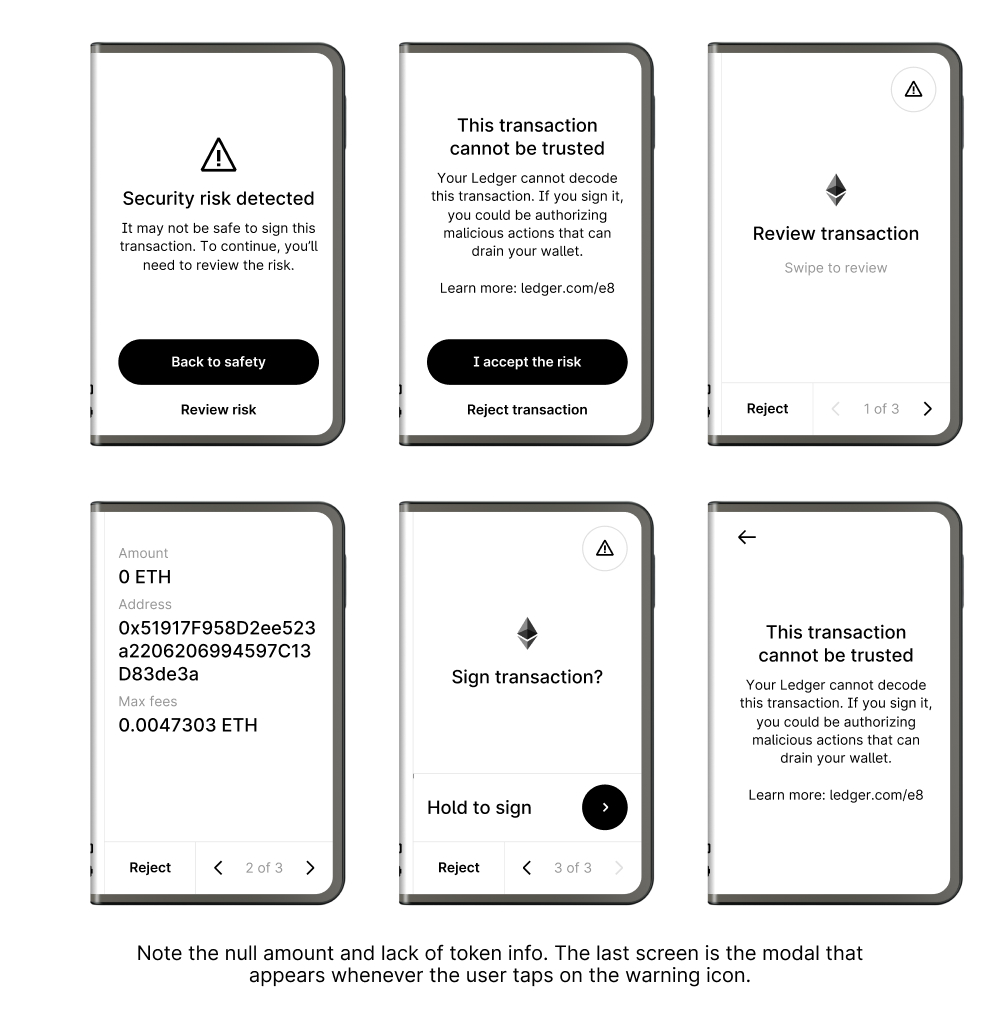 Security risk detected
It may not be safe to sign this
transaction. To continue, you'll
need to review the risk.
Back to safety
Review risk
This transaction
cannot be trusted
Your Ledger cannot decode
this transaction. If you sign it,
you could be authorizing
malicious actions that can
drain your wallet.
Learn more: ledger.com/e8
I accept the risk
Reject transaction
Review transaction
Swipe to review
Reject
1 of 3
Amount
0 ETH
Address
0x51917F958D2ee523
a2206206994597C13
D83de3a
Max fees
0.0047303 ETH
Reject
2 of 3
Sign transaction?
Hold to sign
Reject
3 of 3
This transaction
cannot be trusted
Your Ledger cannot decode
this transaction. If you sign it,
you could be authorizing
malicious actions that can
drain your wallet.
Learn more: ledger.com/e8
Note the null amount and lack of token info. The last screen is the modal that
appears whenever the user taps on the warning icon.